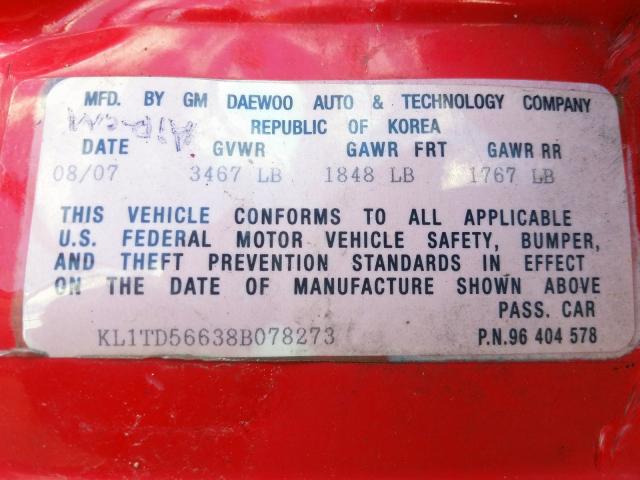 MFD. BY GM DAEWOO AUTO & TECHNOLOGY COMPANY
REPUBLIC OF KOREA
DATE GVWR GAWR FRT GAWR RR
08/07 3467 LB 1848 LB 1767 LB
THIS VEHICLE CONFORMS TO ALL APPLICABLE
U.S. FEDERAL MOTOR VEHICLE SAFETY, BUMPER,
AND THEFT PREVENTION STANDARDS IN EFFECT
ON THE DATE OF MANUFACTURE SHOWN ABOVE
PASS. CAR
KL1TD56638B078273 P.N.96 404 578